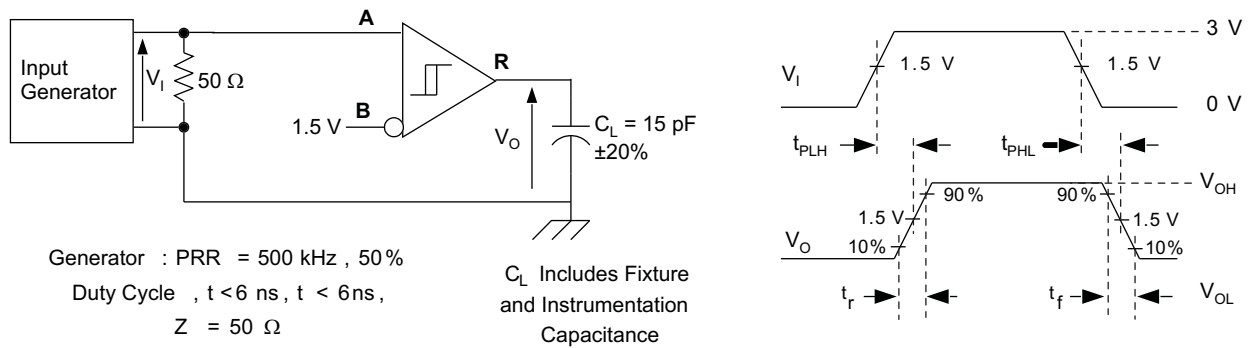 Input
Generator
V_I
50 Ω
A
B
1.5 V
R
V_O
C_L = 15 pF
±20%
Generator : PRR = 500 kHz , 50%
Duty Cycle , t <6 ns , t < 6ns ,
Z = 50 Ω
C_L Includes Fixture
and Instrumentation
Capacitance
3 V
V_I
1.5 V
1.5 V
0 V
t_PLH
t_PHL
V_OH
90%
90%
1.5 V
1.5 V
V_O
10%
10%
t_r
t_f
V_OL